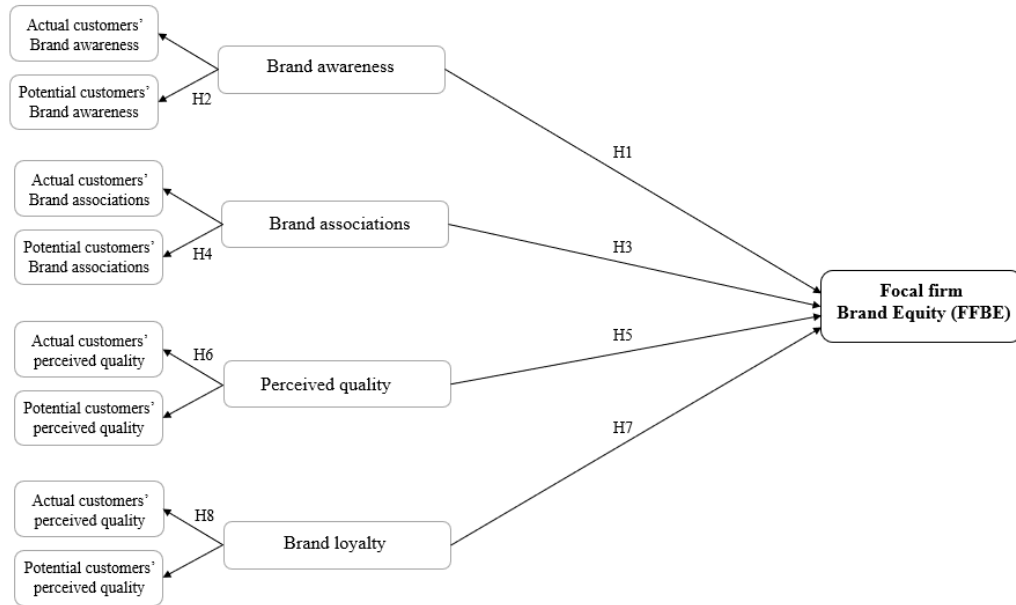 Actual customers’
Brand awareness
Potential customers’
Brand awareness
H2
Brand awareness
H1
Actual customers’
Brand associations
Potential customers’
Brand associations
H4
Brand associations
H3
Focal firm
Brand Equity (FFBE)
Actual customers’
perceived quality
Potential customers’
perceived quality
H6
Perceived quality
H5
H7
Actual customers’
perceived quality
Potential customers’
perceived quality
H8
Brand loyalty